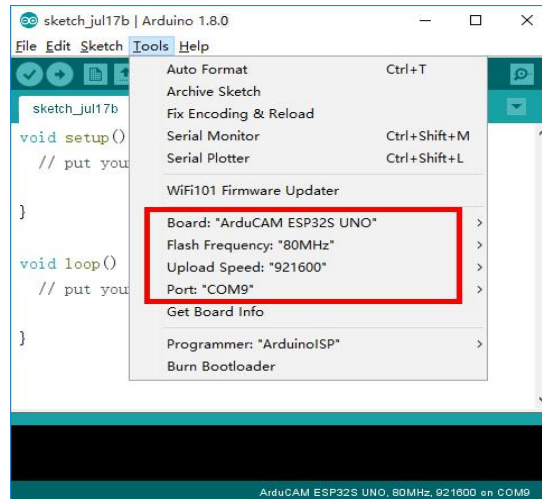 sketch_jul17b | Arduino 1.8.0
File Edit Sketch Tools Help
sketch_jul17b
void setup()
// put you
}
void loop()
// put you
}
Auto Format Ctrl+T
Archive Sketch
Fix Encoding & Reload
Serial Monitor Ctrl+Shift+M
Serial Plotter Ctrl+Shift+L
WiFi101 Firmware Updater
Board: "ArduCAM ESP32S UNO"
Flash Frequency: "80MHz"
Upload Speed: "921600"
Port: "COM9"
Get Board Info
Programmer: "ArduinoISP"
Burn Bootloader
ArduCAM ESP32S UNO, 80MHz, 921600 on COM9